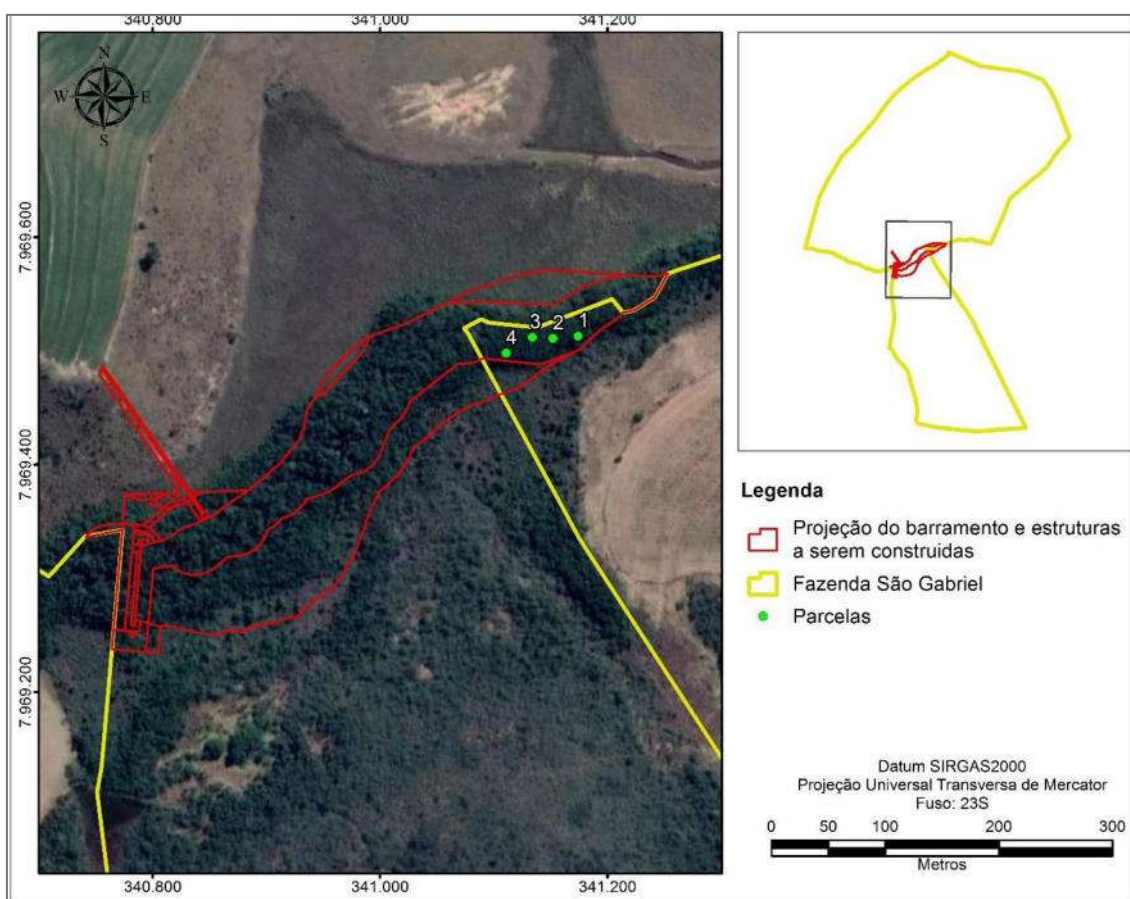 340.800
341.000
341.200
N
W
E
S
7.969.600
7.969.400
7.969.200
4
3
2
1
Legenda
Projeção do barramento e estruturas
a serem construidas
Fazenda São Gabriel
Parcelas
Datum SIRGAS2000
Projeção Universal Transversa de Mercator
Fuso: 23S
0
50
100
200
300
Metros
340.800
341.000
341.200